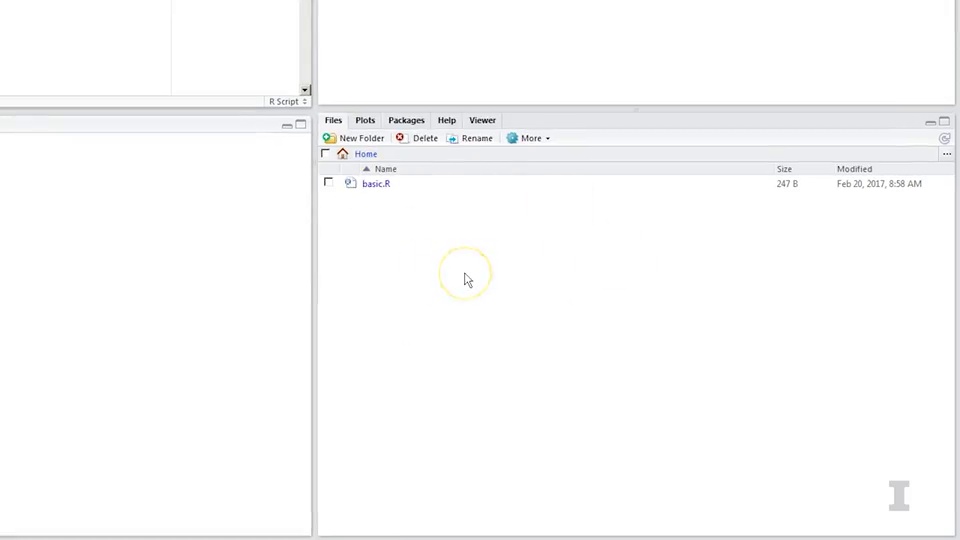 R Script
Files Plots Packages Help Viewer
New Folder Delete Rename More
Home ...
Name Size Modified
basic.R 247 B Feb 20, 2017, 8:58 AM
I